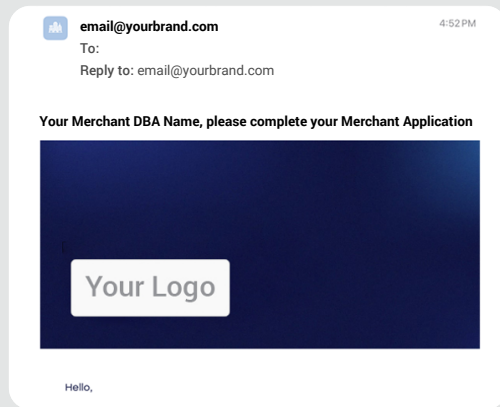 email@yourbrand.com
4:52 PM
To:
Reply to: email@yourbrand.com
Your Merchant DBA Name, please complete your Merchant Application
Your Logo
Hello,